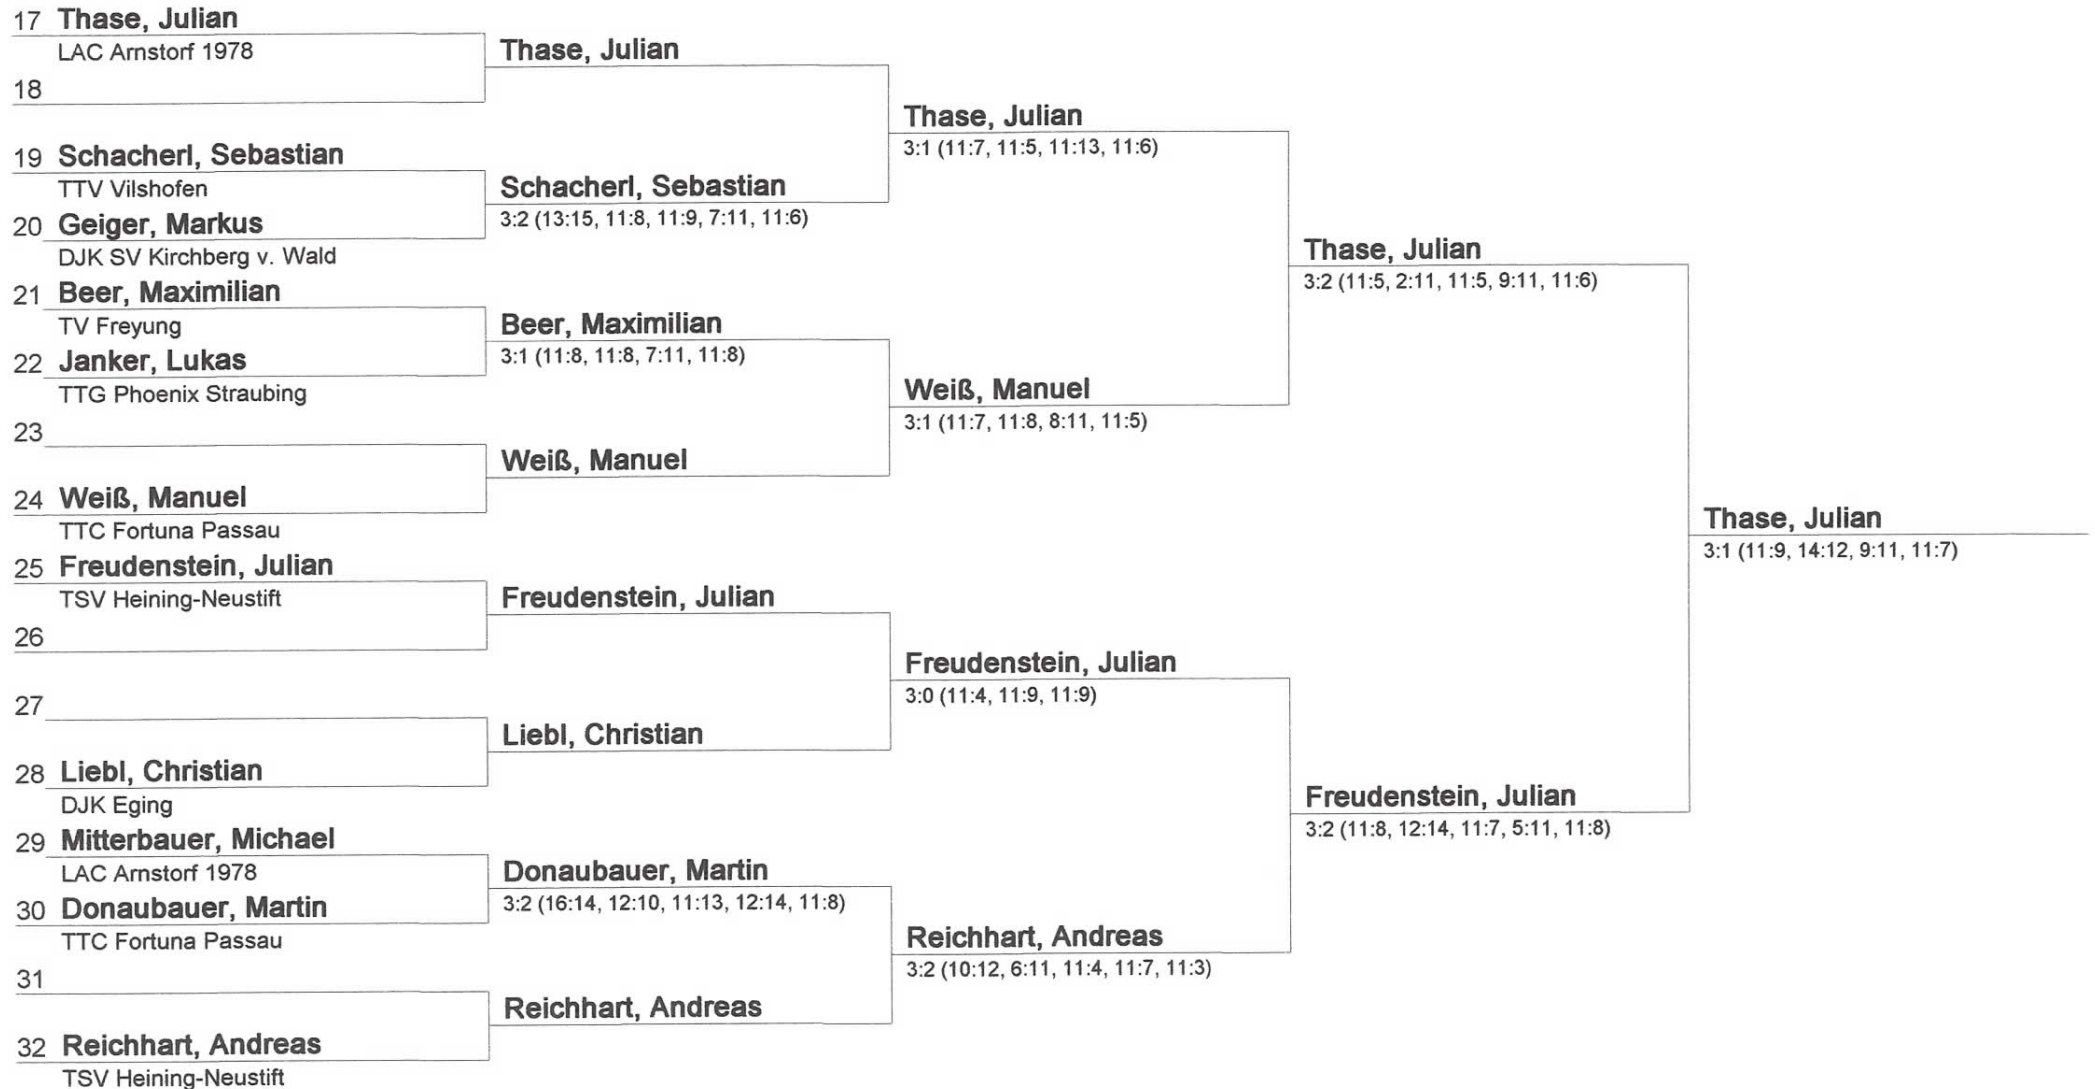 17 Thase, Julian
LAC Arnstorf 1978
18
19 Schacherl, Sebastian
TTV Vilshofen
20 Geiger, Markus
DJK SV Kirchberg v. Wald
21 Beer, Maximilian
TV Freyung
22 Janker, Lukas
TTG Phoenix Straubing
23
24 Weiß, Manuel
TTC Fortuna Passau
25 Freudenstein, Julian
TSV Heining-Neustift
26
27
28 Liebl, Christian
DJK Eging
29 Mitterbauer, Michael
LAC Arnstorf 1978
30 Donaubauer, Martin
TTC Fortuna Passau
31
32 Reichhart, Andreas
TSV Heining-Neustift
Thase, Julian
Schacherl, Sebastian
3:2 (13:15, 11:8, 11:9, 7:11, 11:6)
Beer, Maximilian
3:1 (11:8, 11:8, 7:11, 11:8)
Weiß, Manuel
Freudenstein, Julian
Liebl, Christian
Donaubauer, Martin
3:2 (16:14, 12:10, 11:13, 12:14, 11:8)
Reichhart, Andreas
Thase, Julian
3:1 (11:7, 11:5, 11:13, 11:6)
Weiß, Manuel
3:1 (11:7, 11:8, 8:11, 11:5)
Freudenstein, Julian
3:0 (11:4, 11:9, 11:9)
Reichhart, Andreas
3:2 (10:12, 6:11, 11:4, 11:7, 11:3)
Thase, Julian
3:2 (11:5, 2:11, 11:5, 9:11, 11:6)
Freudenstein, Julian
3:2 (11:8, 12:14, 11:7, 5:11, 11:8)
Thase, Julian
3:1 (11:9, 14:12, 9:11, 11:7)